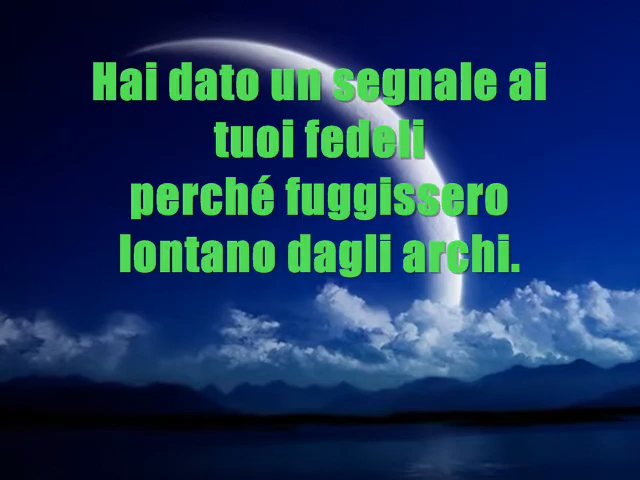 Hai dato un segnale ai
tuoi fedeli
perché fuggissero
lontano dagli archi.